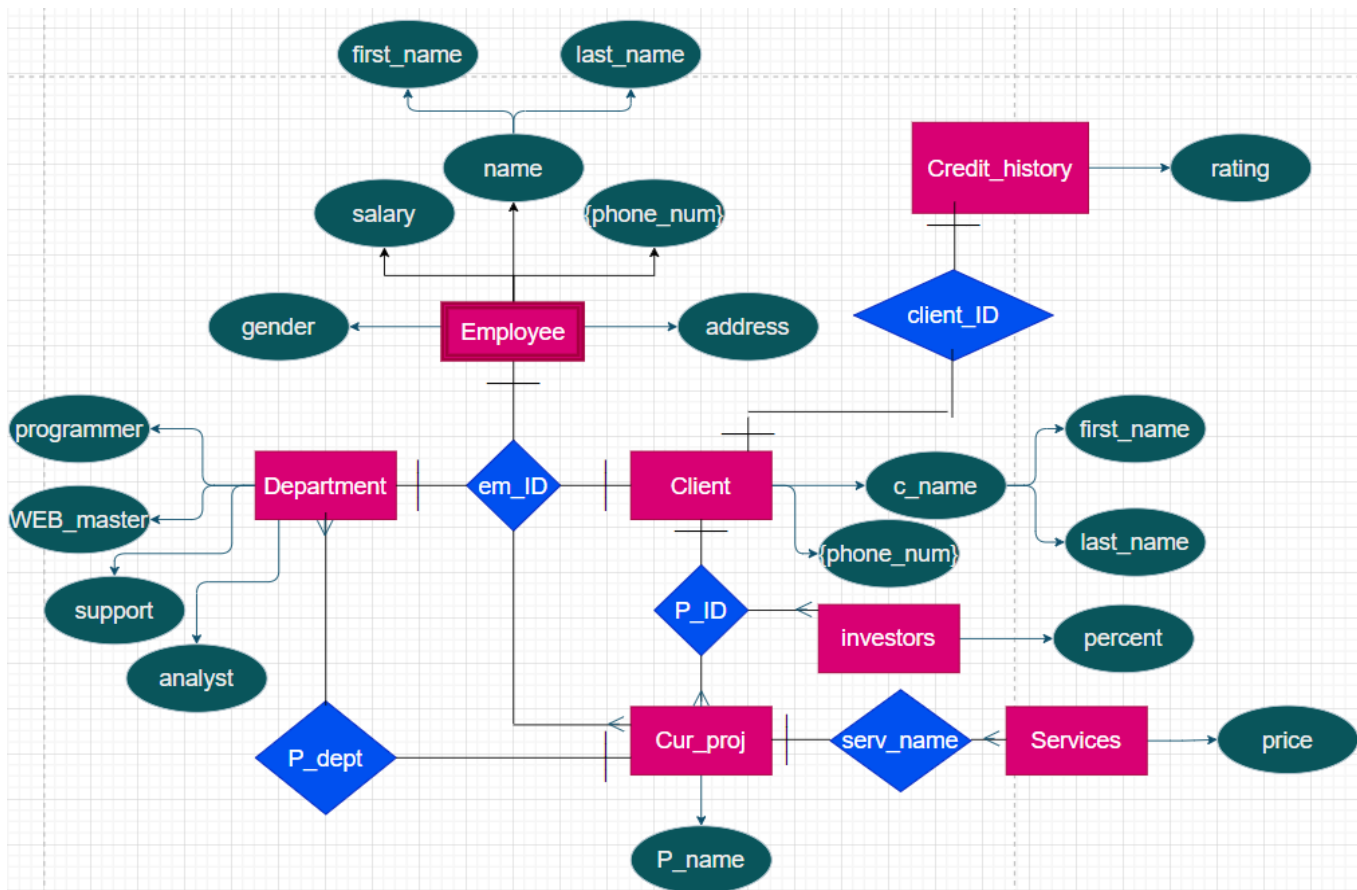 first_name
last_name
name
Credit_history
rating
salary
{phone_num}
client_ID
gender
Employee
address
programmer
first_name
Department
em_ID
Client
c_name
WEB_master
{phone_num}
last_name
support
P_ID
investors
percent
analyst
P_dept
Cur_proj
serv_name
Services
price
P_name